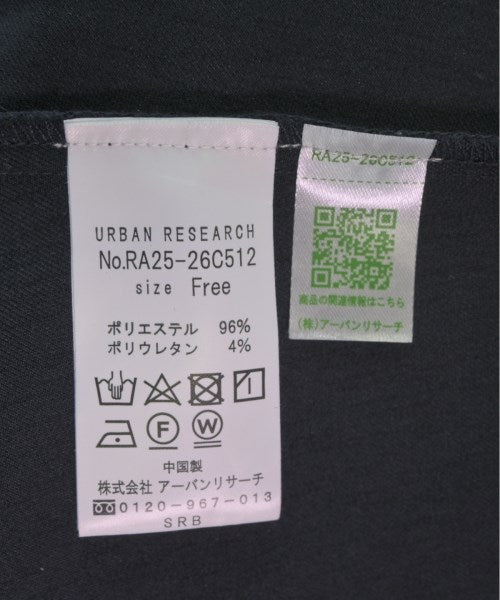 URBAN RESEARCH
No.RA25-26C512
size Free
ポリエステル 96%
ポリウレタン 4%
F W
中国製
株式会社 アーバンリサーチ
0120-967-013
SRB
RA25-26C512
商品の関連情報はこちら
(株)アーバンリサーチ